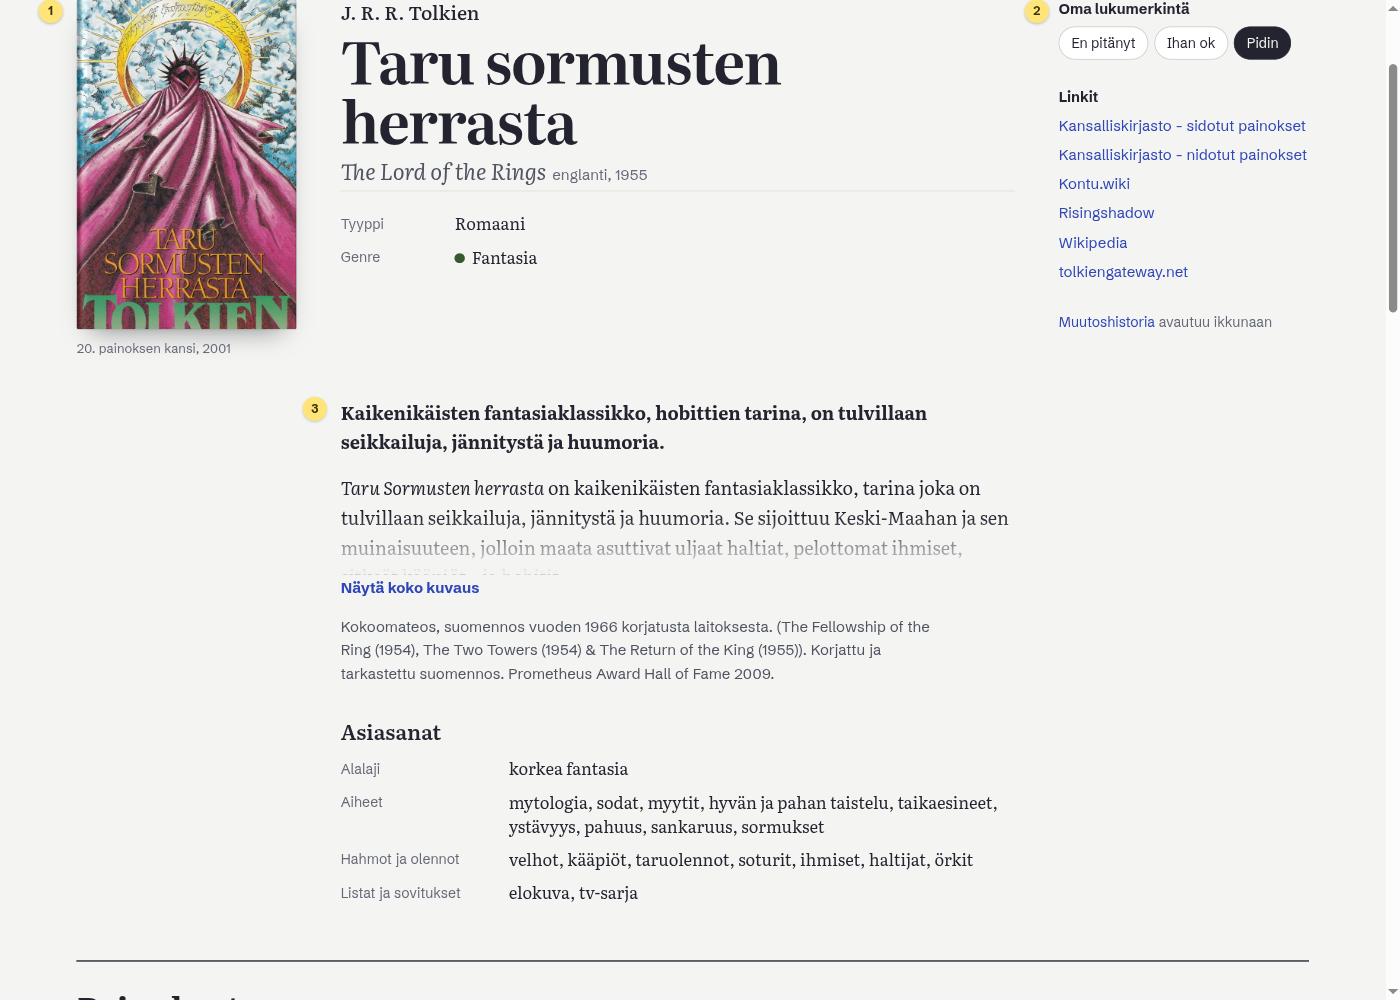 1
TARU
SORMUSTEN
HERRASTA
TOLKIEN
20. painoksen kansi, 2001
J. R. R. Tolkien
Taru sormusten
herrasta
The Lord of the Rings englanti, 1955
Tyyppi Romaani
Genre Fantasia
2
Oma lukumerkintä
En pitänyt Ihan ok Pidin
Linkit
Kansalliskirjasto - sidotut painokset
Kansalliskirjasto - nidotut painokset
Kontu.wiki
Risingshadow
Wikipedia
tolkiengateway.net
Muutoshistoria avautuu ikkunaan
3
Kaikenikäisten fantasiaklassikko, hobittien tarina, on tulvillaan
seikkailuja, jännitystä ja huumoria.
Taru Sormusten herrasta on kaikenikäisten fantasiaklassikko, tarina joka on
tulvillaan seikkailuja, jännitystä ja huumoria. Se sijoittuu Keski-Maahan ja sen
muinaisuuteen, jolloin maata asuttivat uljaat haltiat, pelottomat ihmiset,
Näytä koko kuvaus
Kokoomateos, suomennos vuoden 1966 korjatusta laitoksesta. (The Fellowship of the
Ring (1954), The Two Towers (1954) & The Return of the King (1955)). Korjattu ja
tarkastettu suomennos. Prometheus Award Hall of Fame 2009.
Asiasanat
Alalaji korkea fantasia
Aiheet mytologia, sodat, myytit, hyvän ja pahan taistelu, taikaesineet,
ystävyys, pahuus, sankaruus, sormukset
Hahmot ja olennot velhot, kääpiöt, taruolennot, soturit, ihmiset, haltijat, örkit
Listat ja sovitukset elokuva, tv-sarja